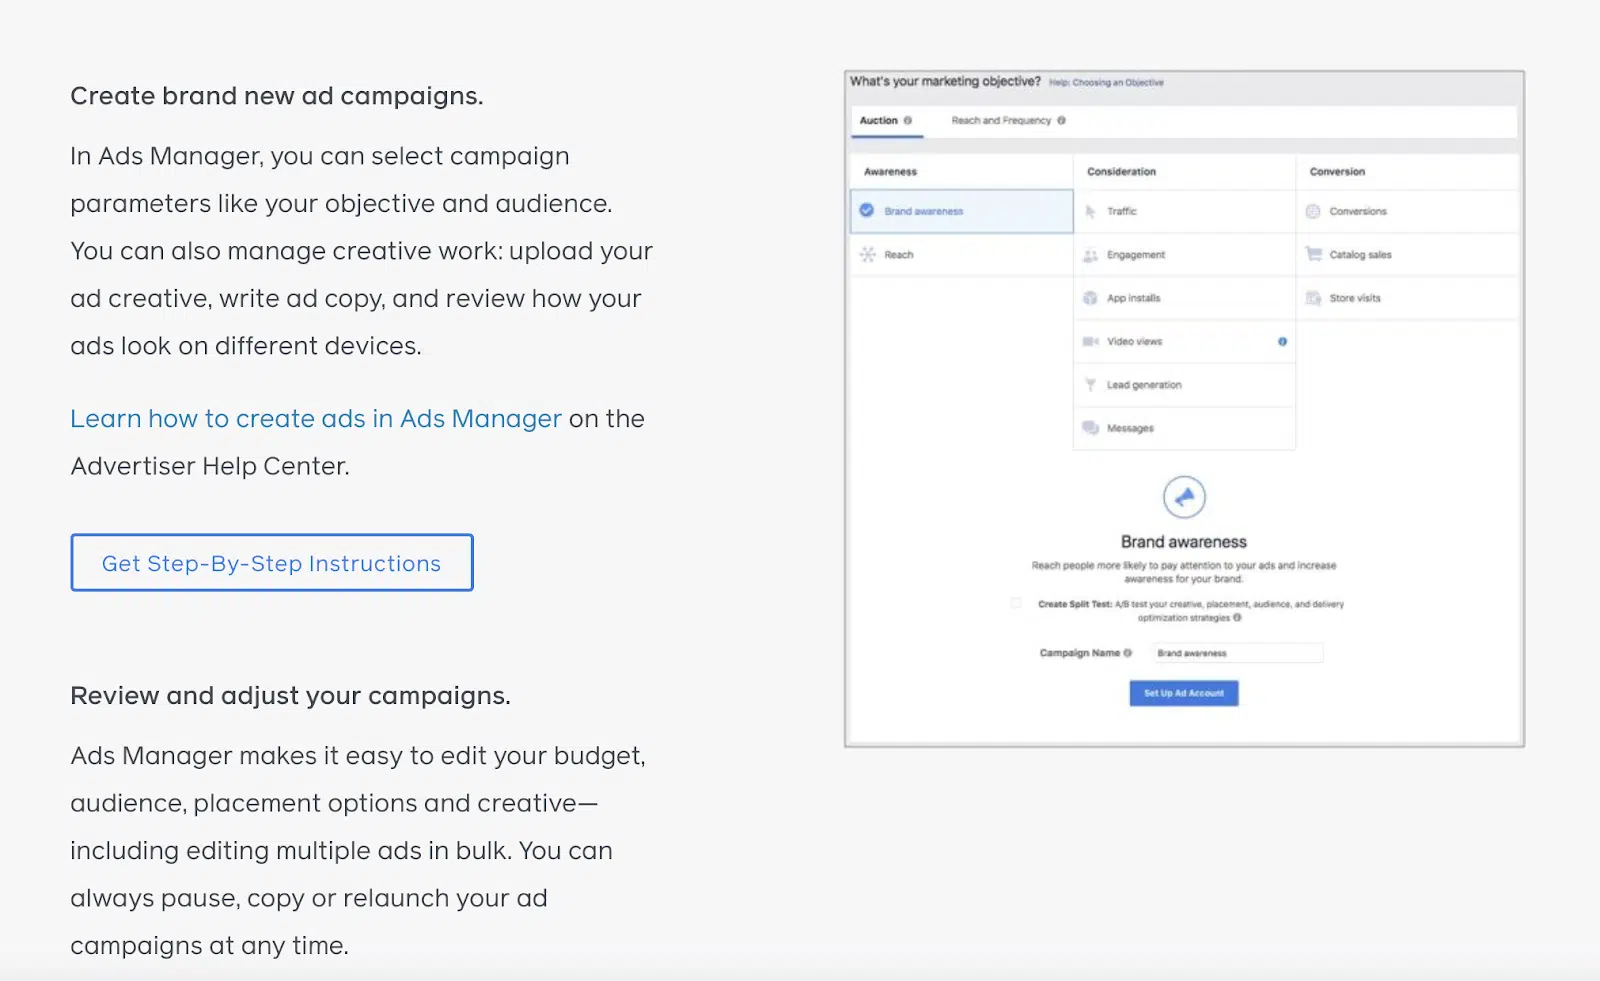 Create brand new ad campaigns.
In Ads Manager, you can select campaign
parameters like your objective and audience.
You can also manage creative work: upload your
ad creative, write ad copy, and review how your
ads look on different devices.
Learn how to create ads in Ads Manager on the
Advertiser Help Center.
Get Step-By-Step Instructions
Review and adjust your campaigns.
Ads Manager makes it easy to edit your budget,
audience, placement options and creative—
including editing multiple ads in bulk. You can
always pause, copy or relaunch your ad
campaigns at any time.
What's your marketing objective? Help: Choosing an Objective
Auction Reach and Frequency
Awareness Consideration Conversion
Brand awareness Traffic Conversions
Reach Engagement Catalog sales
App installs Store visits
Video views
Lead generation
Messages
Brand awareness
Reach people more likely to pay attention to your ads and increase
awareness for your brand.
Create Split Test: A/B test your creative, placement, audience, and delivery
optimization strategies
Campaign Name Brand awareness
Set Up Ad Account